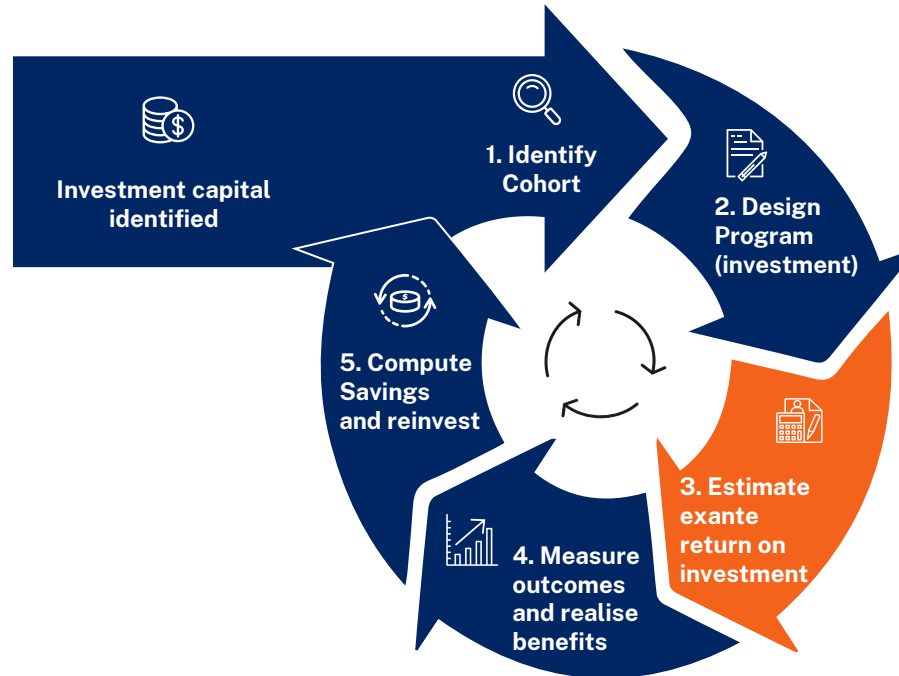 Investment capital
identified
1. Identify
Cohort
2. Design
Program
(investment)
3. Estimate
exante
return on
investment
4. Measure
outcomes
and realise
benefits
5. Compute
Savings
and reinvest
$
$